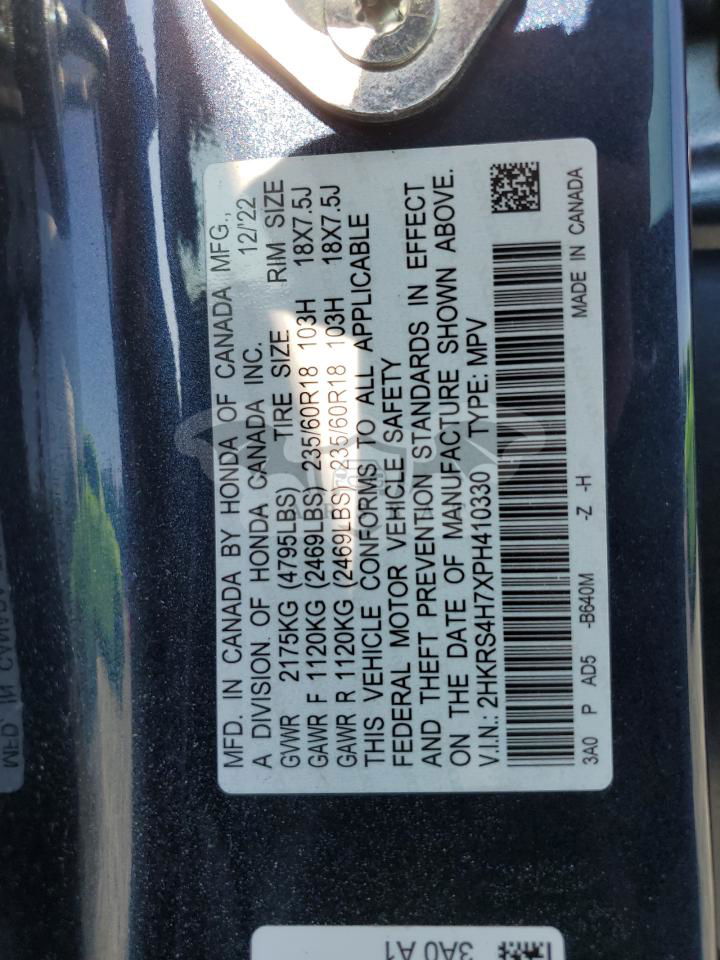 MFD. IN CANADA BY HONDA OF CANADA MFG.,
A DIVISION OF HONDA CANADA INC. 12/'22
GVWR 2175KG (4795LBS) TIRE SIZE RIM SIZE
GAWR F 1120KG (2469LBS) 235/60R18 103H 18X7.5J
GAWR R 1120KG (2469LBS) 235/60R18 103H 18X7.5J
THIS VEHICLE CONFORMS TO ALL APPLICABLE
FEDERAL MOTOR VEHICLE SAFETY
AND THEFT PREVENTION STANDARDS IN EFFECT
ON THE DATE OF MANUFACTURE SHOWN ABOVE.
V.I.N.: 2HKRS4H7XPH410330 TYPE: MPV
3A0 P AD5 -B640M -Z -H MADE IN CANADA
3A0 A1